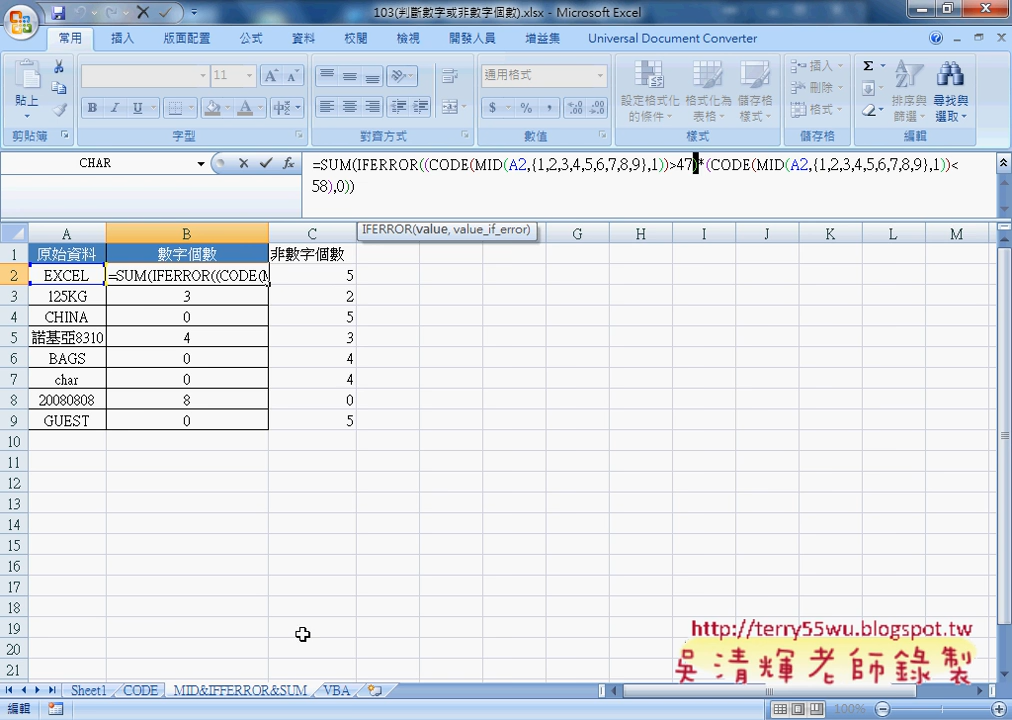 103(判斷數字或非數字個數).xlsx - Microsoft Excel
常用 插入 版面配置 公式 資料 校閱 檢視 開發人員 增益集 Universal Document Converter
貼上 11 通用格式 設定格式化的條件 格式化為表格 儲存格樣式 插入 刪除 格式 排序與篩選 尋找與選取
剪貼簿 字型 對齊方式 數值 樣式 儲存格 編輯
CHAR =SUM(IFERROR((CODE(MID(A2,{1,2,3,4,5,6,7,8,9},1))>47)*(CODE(MID(A2,{1,2,3,4,5,6,7,8,9},1))<
58),0))
IFERROR(value, value_if_error)
A B C G H I J K L M
1 原始資料 數字個數 非數字個數
2 EXCEL =SUM(IFERROR((CODE(M 5
3 125KG 3 2
4 CHINA 0 5
5 諾基亞8310 4 3
6 BAGS 0 4
7 char 0 4
8 20080808 8 0
9 GUEST 0 5
10
11
12
13
14
15
16
17
18
19
20
21
http://terry55wu.blogspot.tw
吳清輝老師錄製
Sheet1 CODE MID&IFFERROR&SUM VBA
編輯 100%